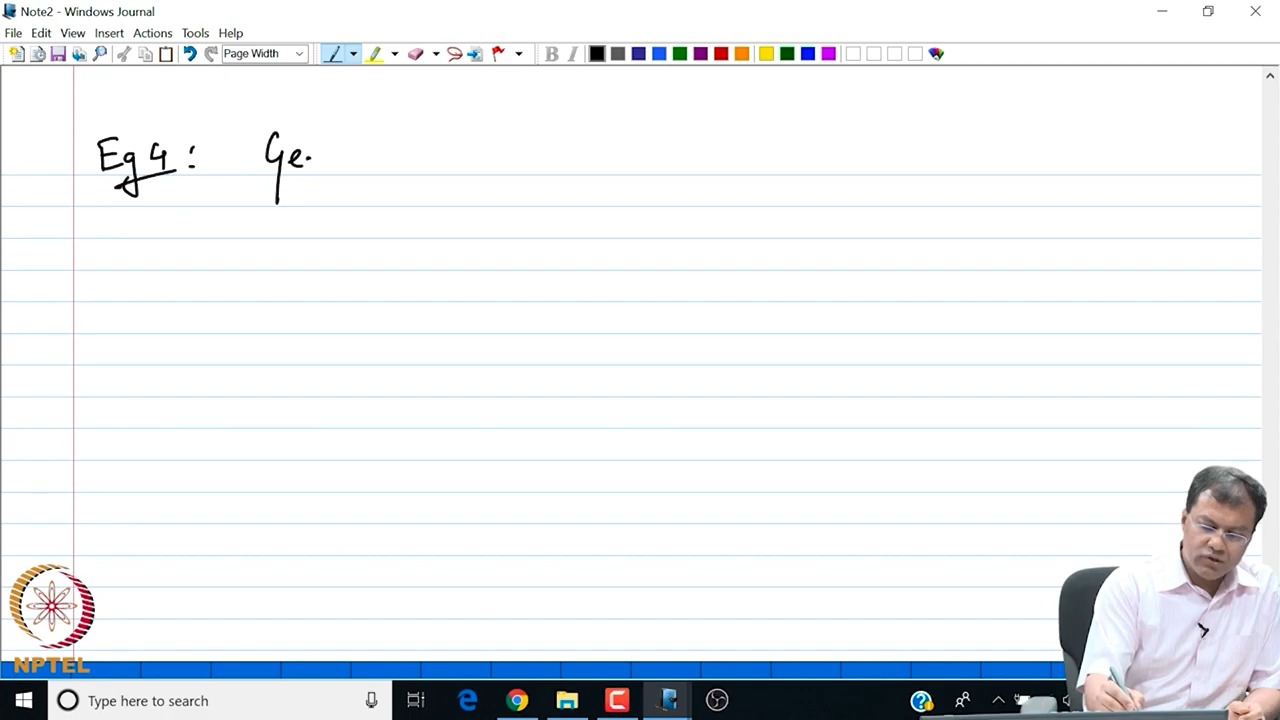 Note2 - Windows Journal
File Edit View Insert Actions Tools Help
Page Width B I
Eg 4 : Ge
NPTEL
Type here to search